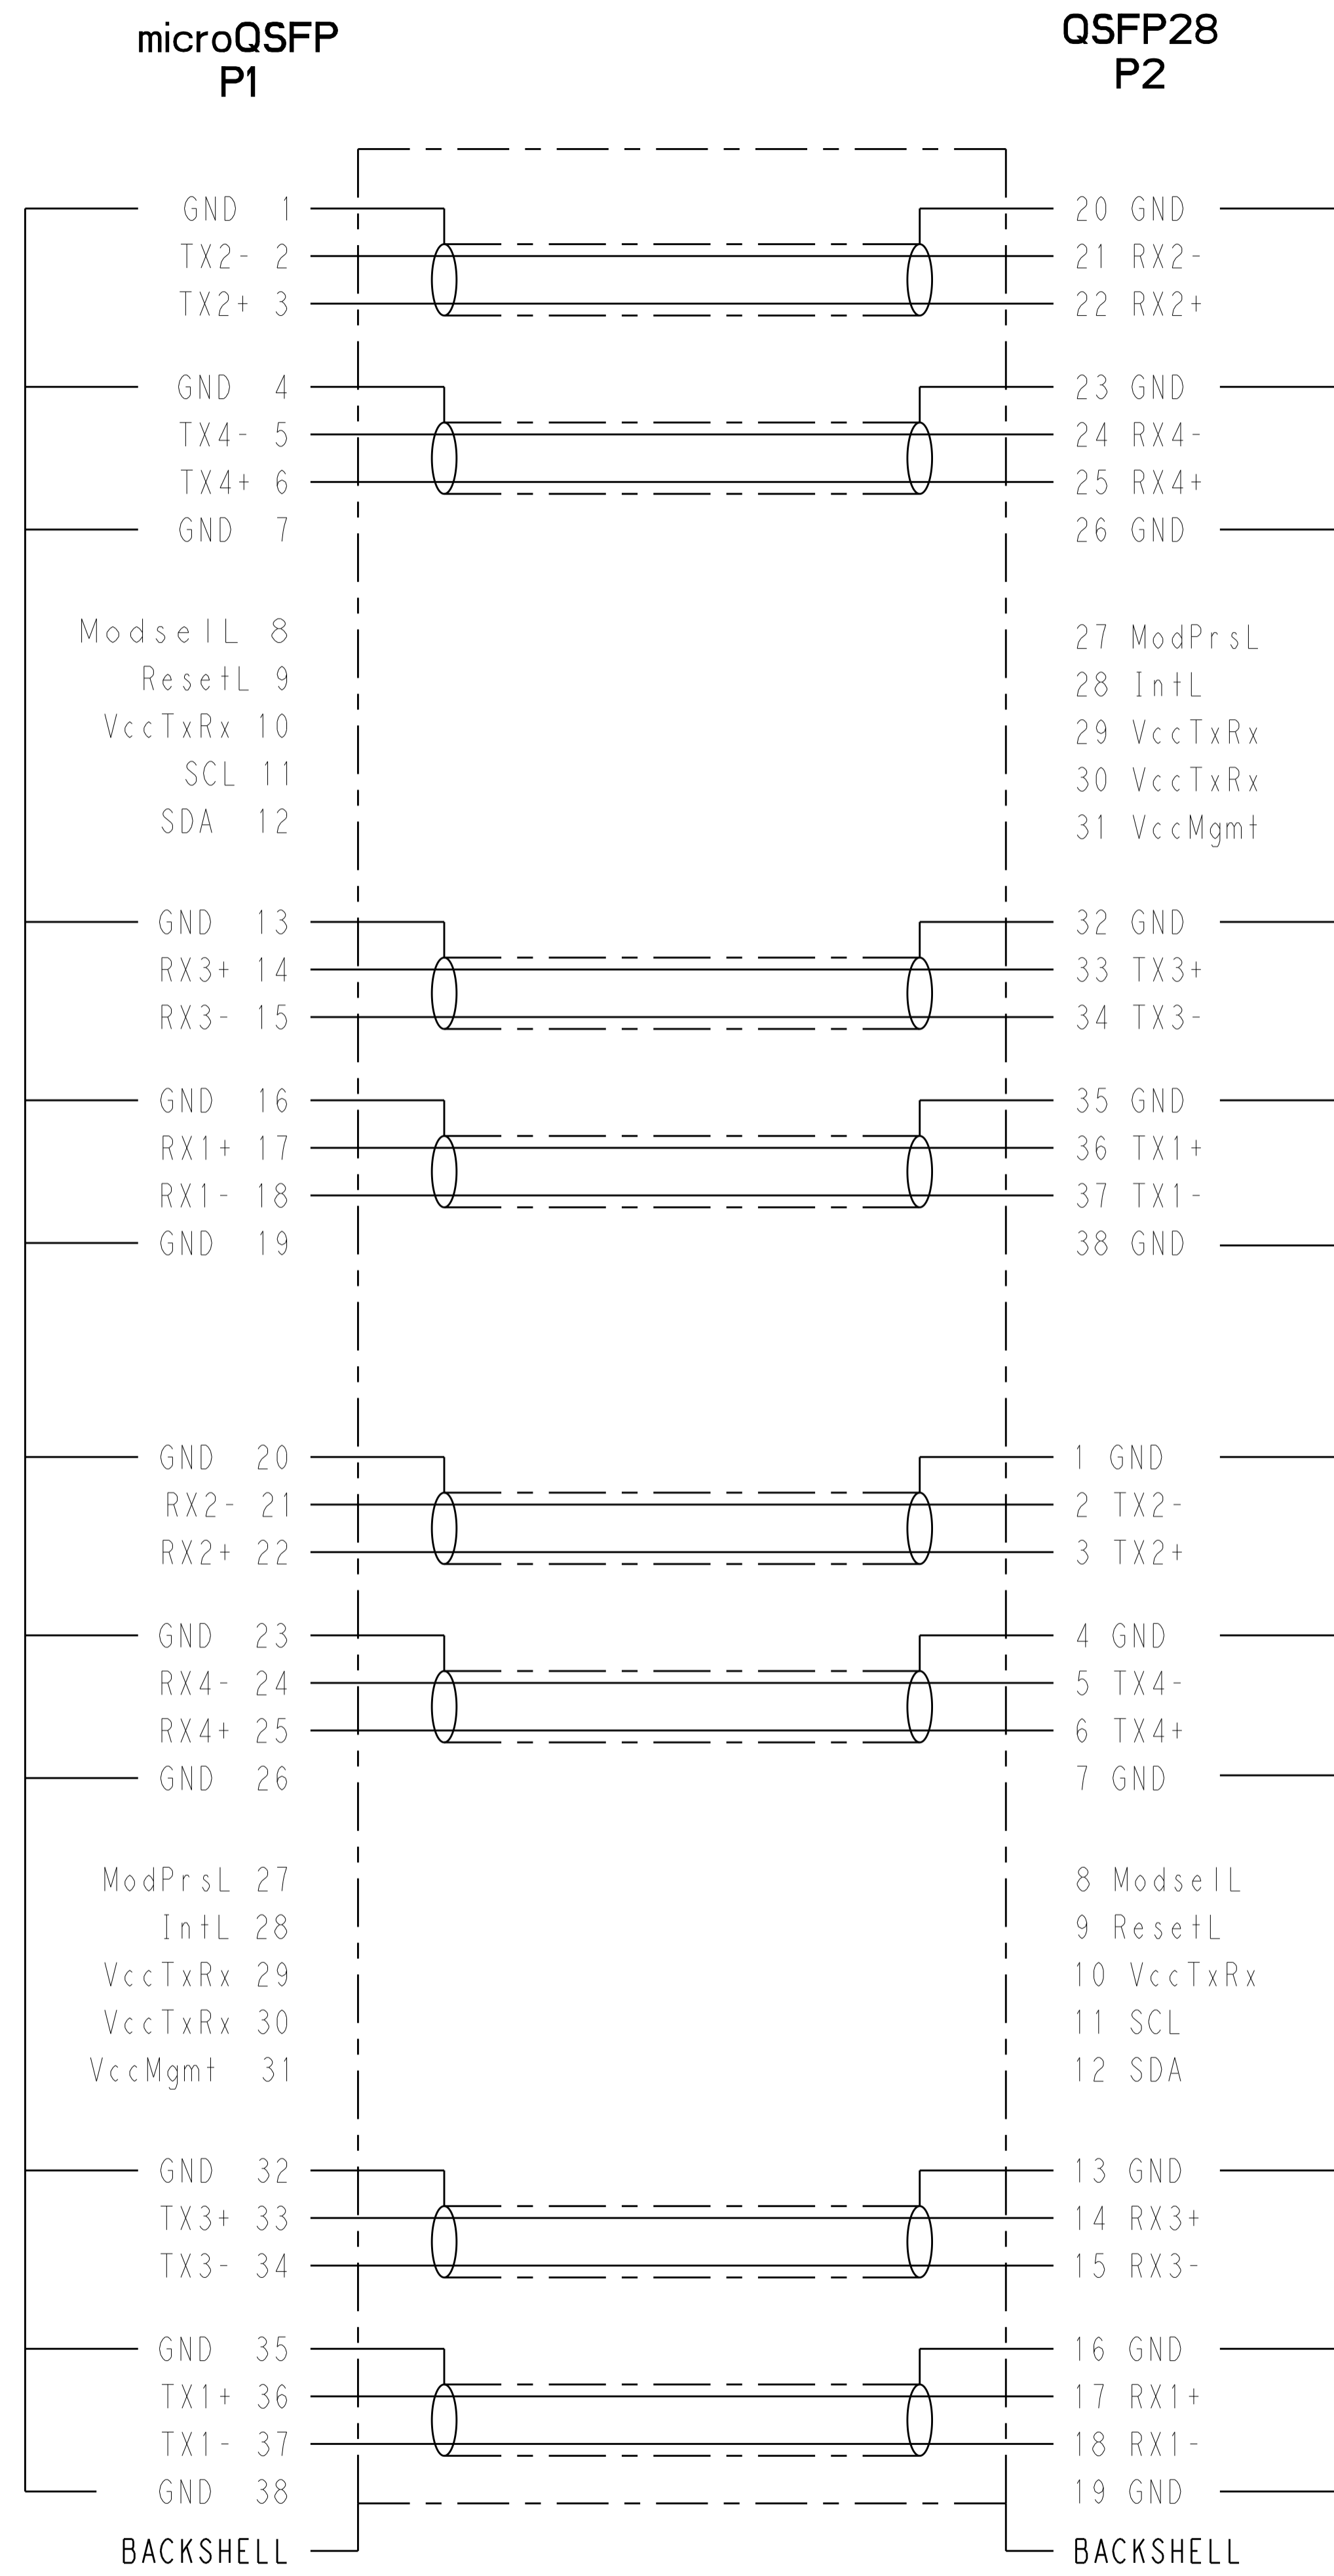 microQSFP
P1
QSFP28
P2
GND 1 20 GND
TX2- 2 21 RX2-
TX2+ 3 22 RX2+
GND 4 23 GND
TX4- 5 24 RX4-
TX4+ 6 25 RX4+
GND 7 26 GND
ModselL 8 27 ModPrsL
ResetL 9 28 IntL
VccTxRx 10 29 VccTxRx
SCL 11 30 VccTxRx
SDA 12 31 VccMgmt
GND 13 32 GND
RX3+ 14 33 TX3+
RX3- 15 34 TX3-
GND 16 35 GND
RX1+ 17 36 TX1+
RX1- 18 37 TX1-
GND 19 38 GND
GND 20 1 GND
RX2- 21 2 TX2-
RX2+ 22 3 TX2+
GND 23 4 GND
RX4- 24 5 TX4-
RX4+ 25 6 TX4+
GND 26 7 GND
ModPrsL 27 8 ModselL
IntL 28 9 ResetL
VccTxRx 29 10 VccTxRx
VccTxRx 30 11 SCL
VccMgmt 31 12 SDA
GND 32 13 GND
TX3+ 33 14 RX3+
TX3- 34 15 RX3-
GND 35 16 GND
TX1+ 36 17 RX1+
TX1- 37 18 RX1-
GND 38 19 GND
BACKSHELL BACKSHELL